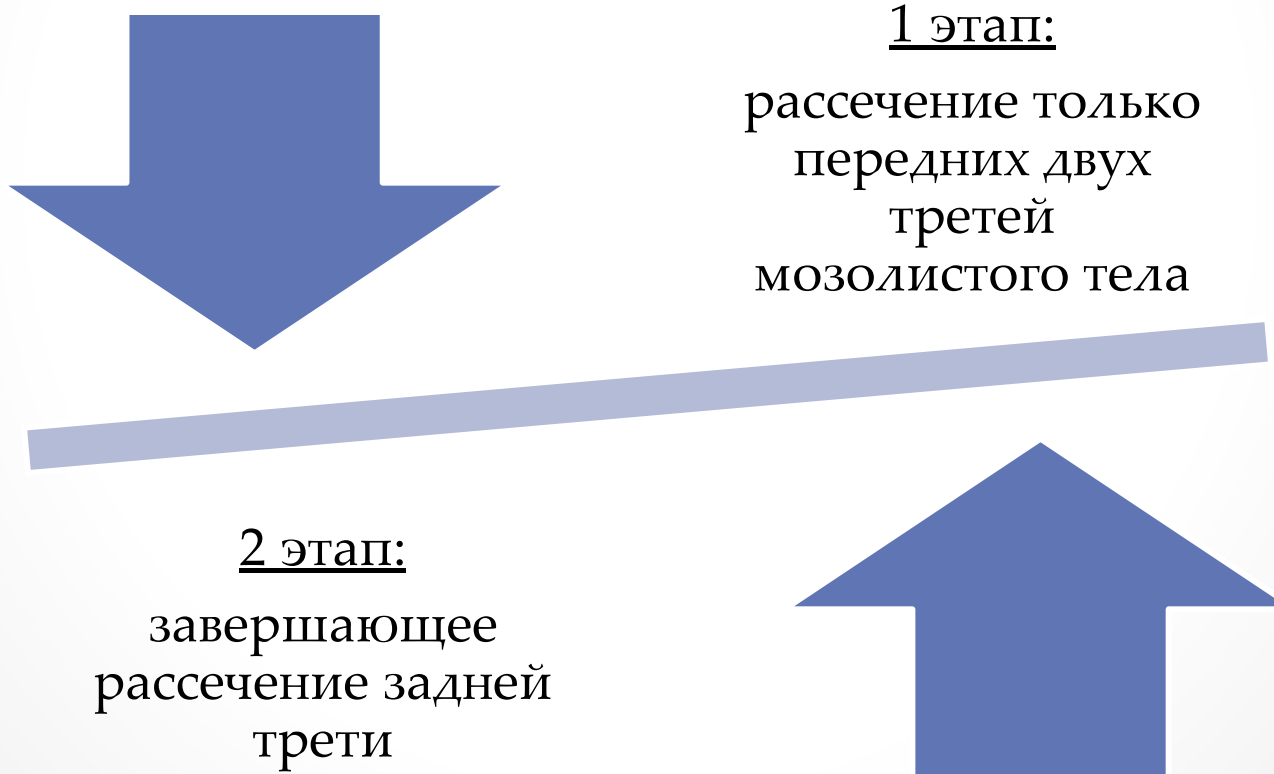 1 этап:
рассечение только
передних двух
третей
мозолистого тела
2 этап:
завершающее
рассечение задней
трети